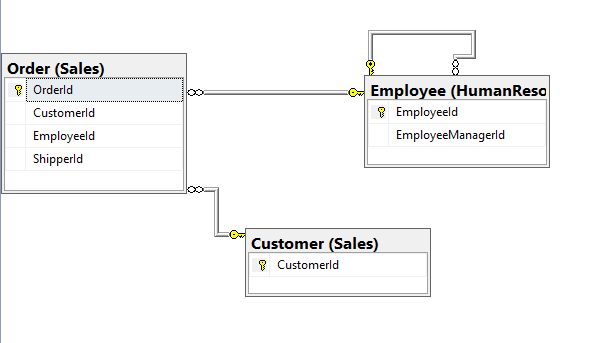 Order (Sales)
OrderId
CustomerId
EmployeeId
ShipperId
Employee (HumanReso
EmployeeId
EmployeeManagerId
Customer (Sales)
CustomerId